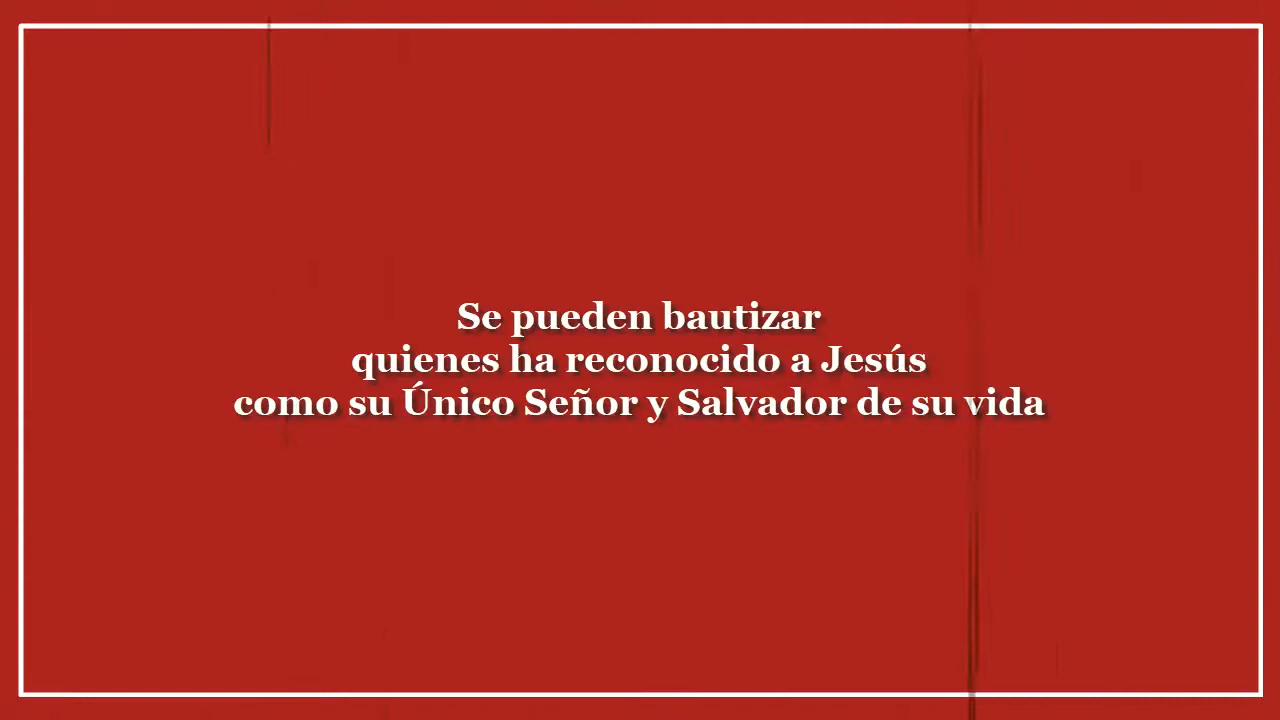 Se pueden bautizar
quienes ha reconocido a Jesús
como su Único Señor y Salvador de su vida